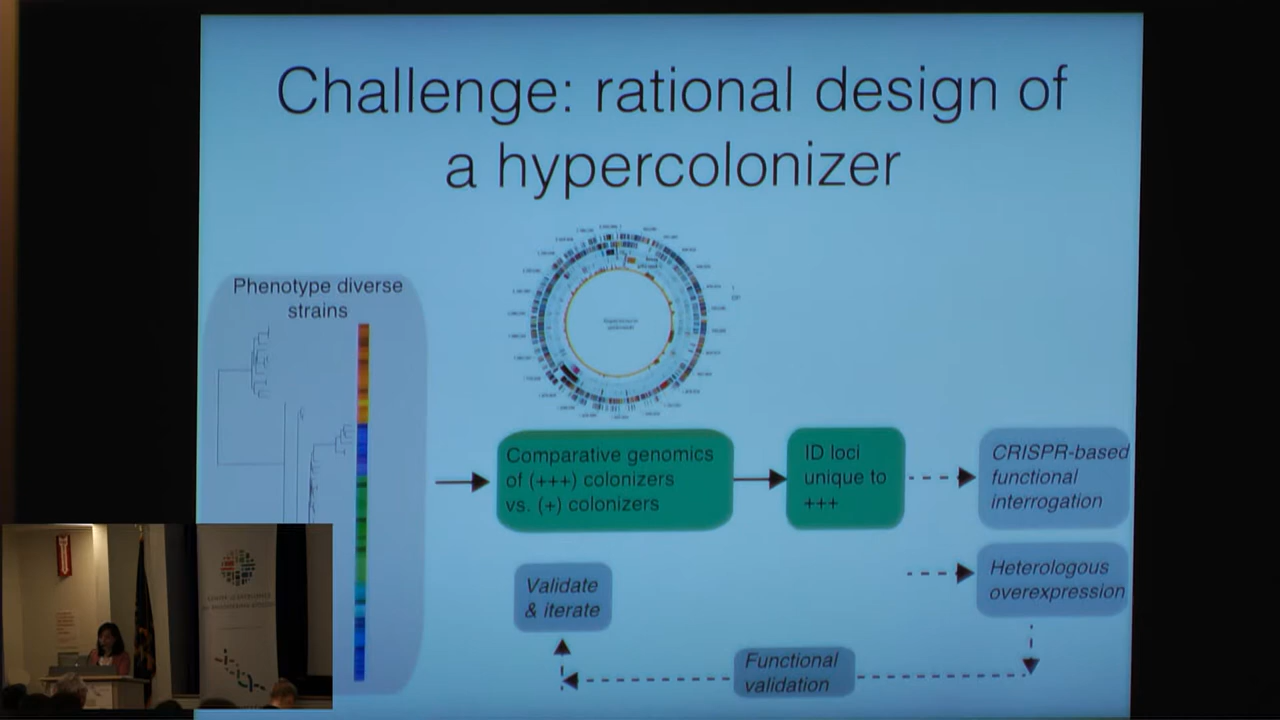 Challenge: rational design of
a hypercolonizer
Phenotype diverse
strains
Comparative genomics
of (+++) colonizers
vs. (+) colonizers
ID loci
unique to
+++
CRISPR-based
functional
interrogation
Heterologous
overexpression
Validate
& iterate
Functional
validation